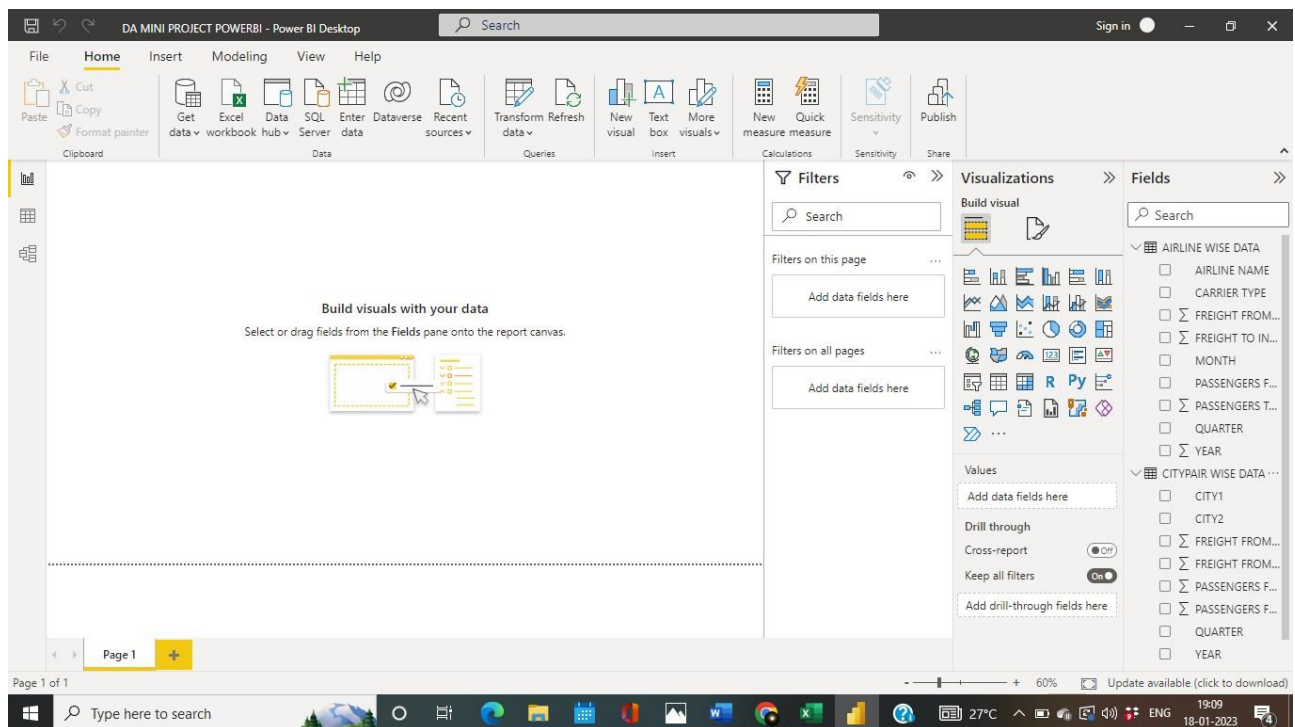 DA MINI PROJECT POWERBI - Power BI Desktop
Search
Sign in
File Home Insert Modeling View Help
Paste
Cut
Copy
Format painter
Clipboard
Get data
Excel workbook
Data hub
SQL Server
Enter data
Dataverse
Recent sources
Data
Transform data
Refresh
Queries
New visual
Text box
More visuals
Insert
New measure
Quick measure
Calculations
Sensitivity
Sensitivity
Publish
Share
Build visuals with your data
Select or drag fields from the Fields pane onto the report canvas.
Filters
Search
Filters on this page ...
Add data fields here
Filters on all pages ...
Add data fields here
Visualizations
Build visual
123
R Py
...
Values
Add data fields here
Drill through
Cross-report Off
Keep all filters On
Add drill-through fields here
Fields
Search
AIRLINE WISE DATA
AIRLINE NAME
CARRIER TYPE
∑ FREIGHT FROM...
∑ FREIGHT TO IN...
MONTH
PASSENGERS F...
∑ PASSENGERS T...
QUARTER
∑ YEAR
CITYPAIR WISE DATA ...
CITY1
CITY2
∑ FREIGHT FROM...
∑ FREIGHT FROM...
∑ PASSENGERS F...
∑ PASSENGERS F...
QUARTER
YEAR
Page 1 +
Page 1 of 1
- + 60%
Update available (click to download)
Type here to search
27°C
ENG
19:09
18-01-2023